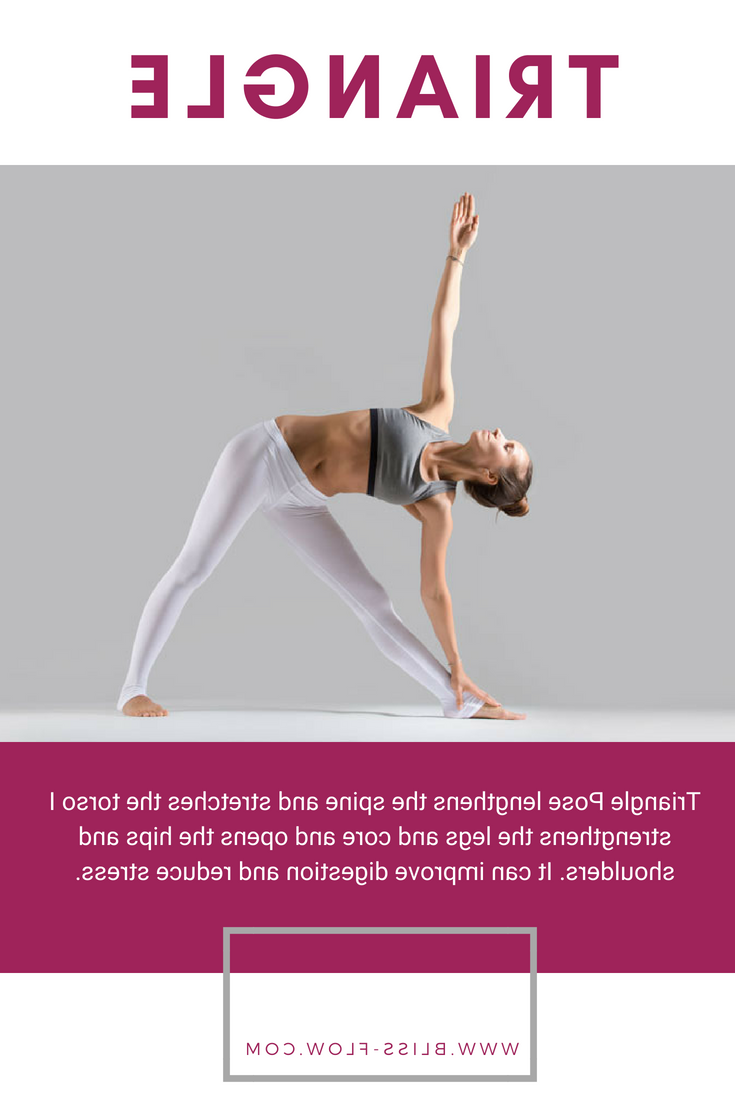 TRIANGLE
Triangle Pose lengthens the spine and stretches the torso I
strengthens the legs and core and opens the hips and
shoulders. It can improve digestion and reduce stress.
WWW.BLISS-FLOW.COM